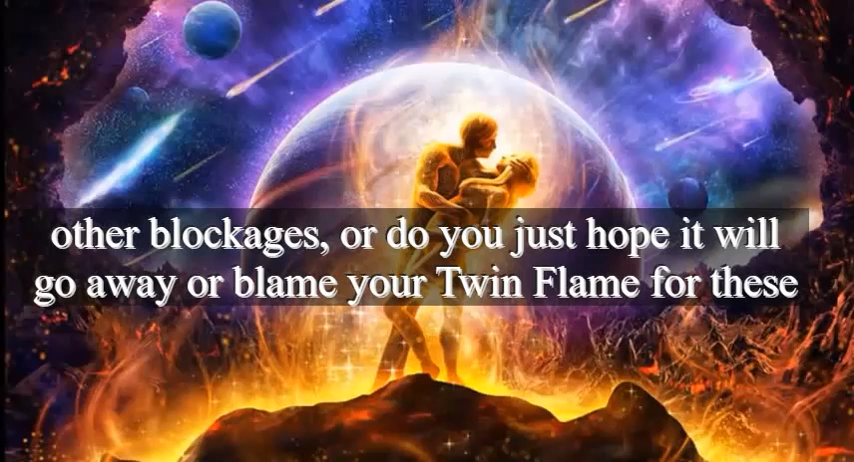 other blockages, or do you just hope it will
go away or blame your Twin Flame for these